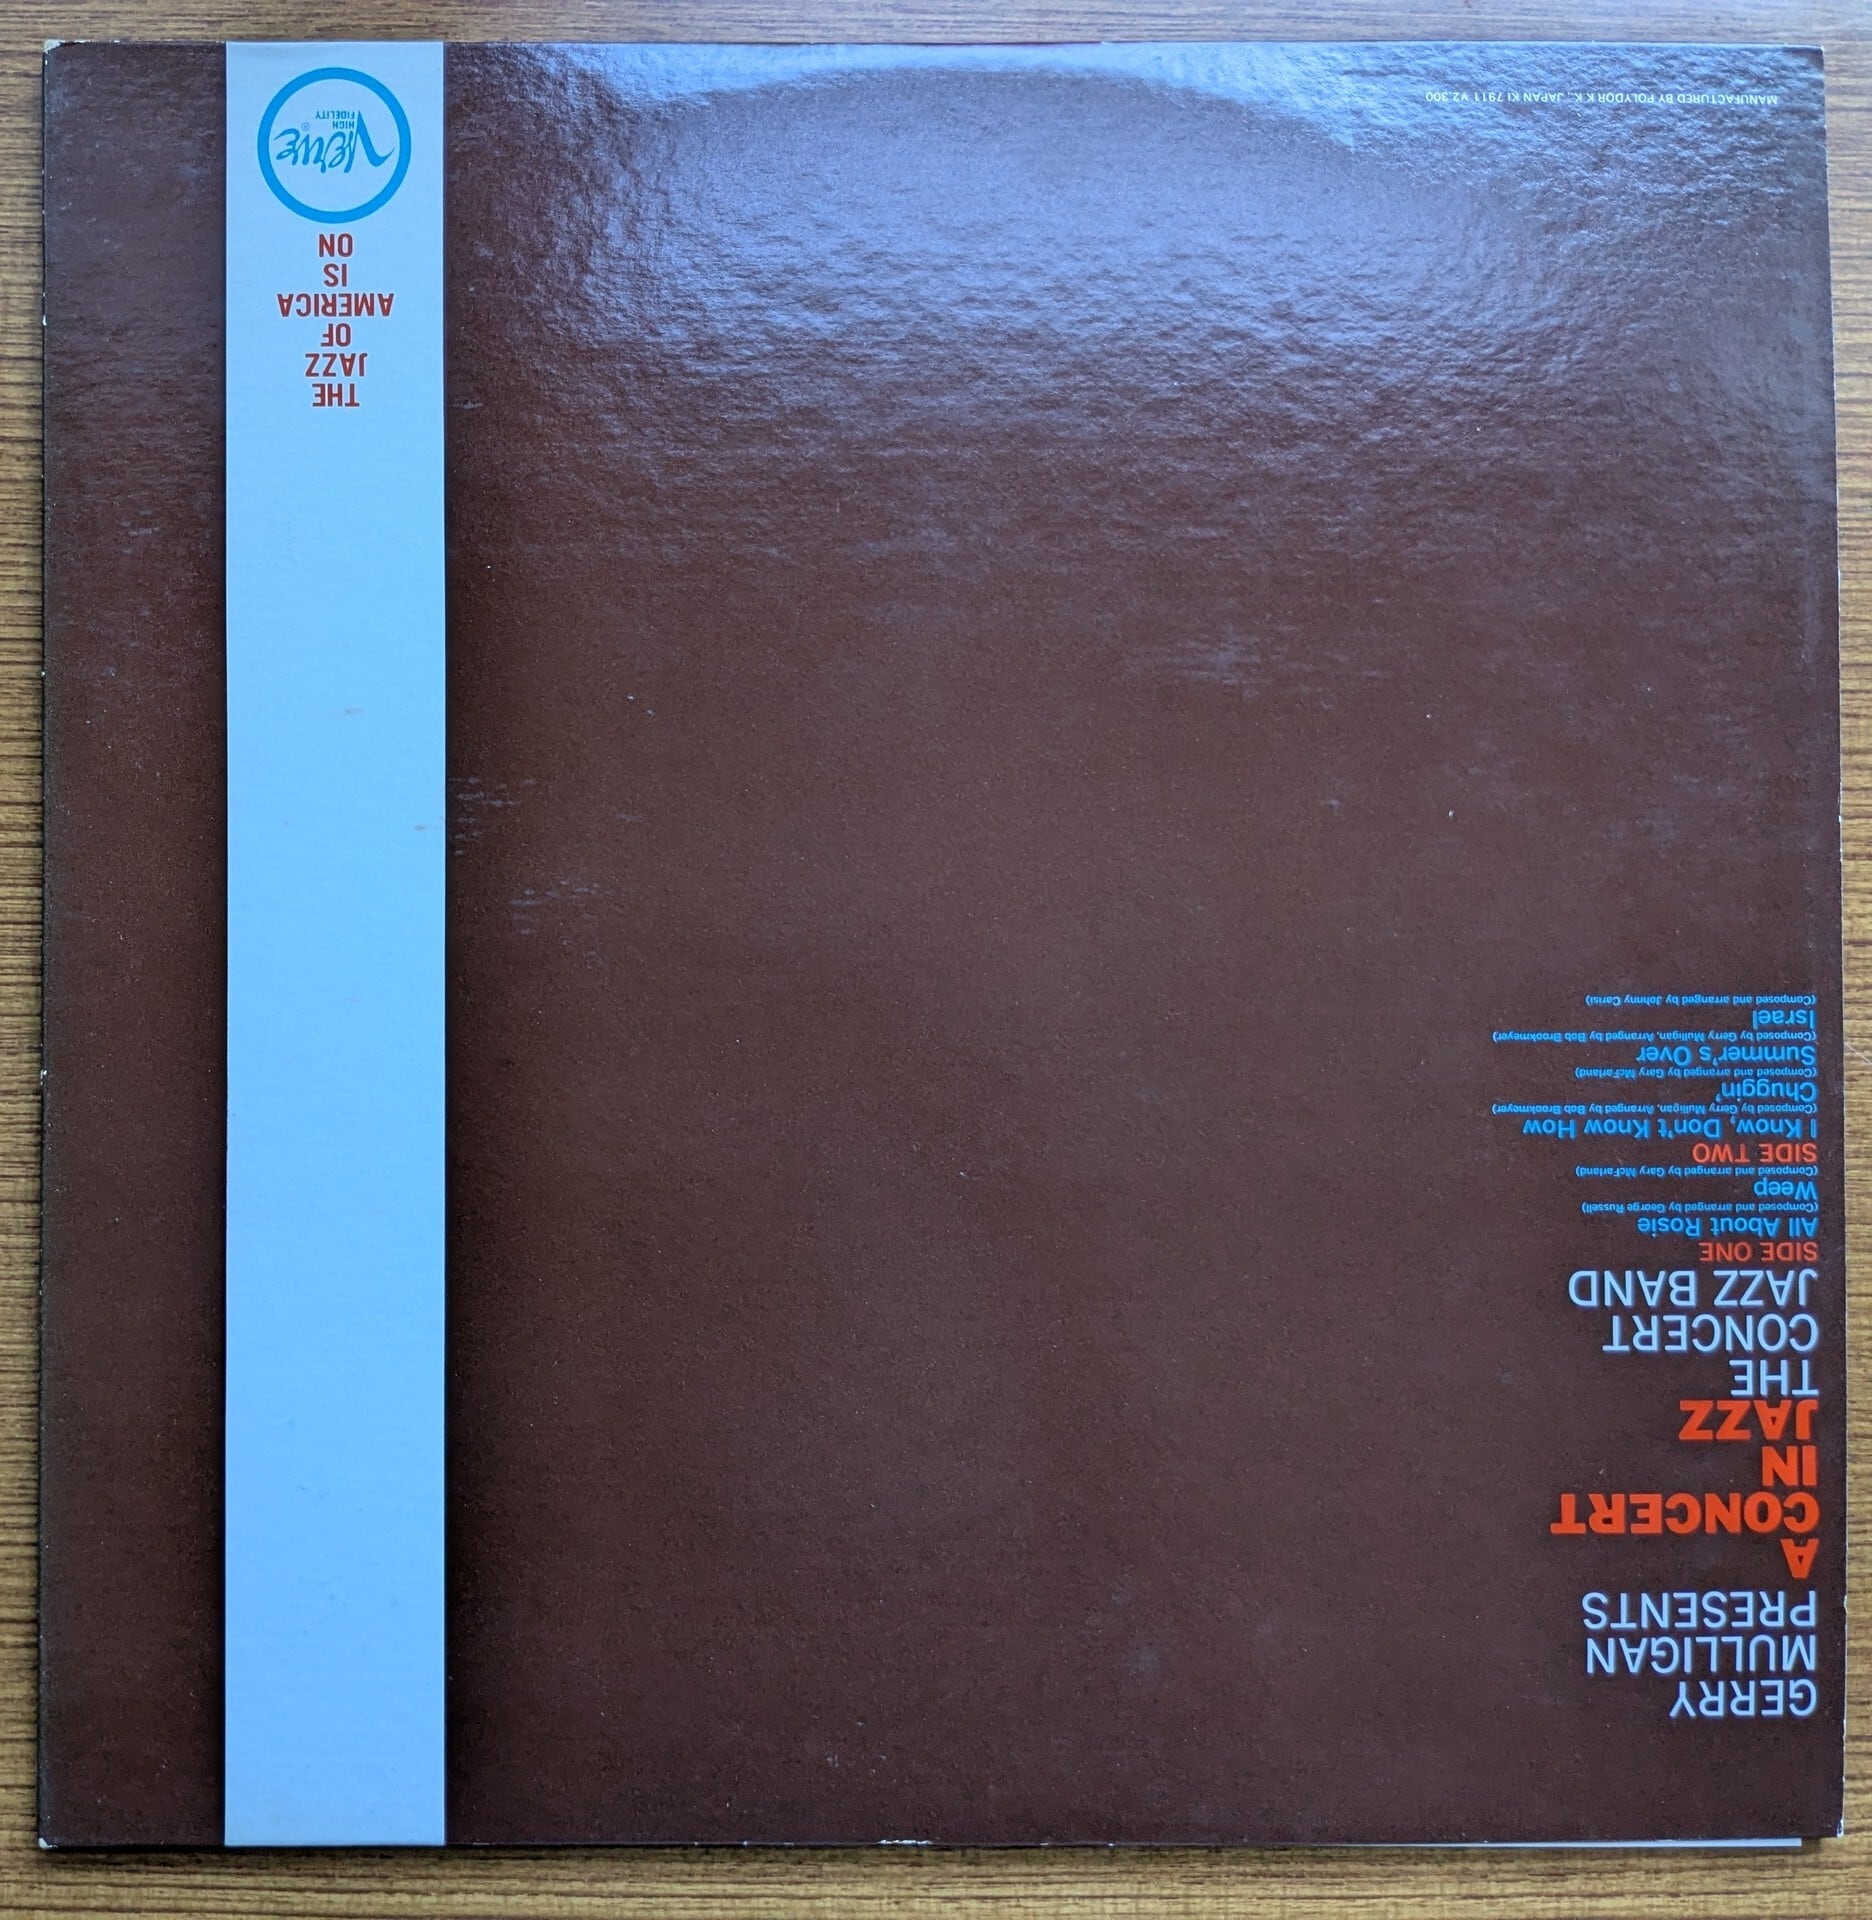 GERRY
MULLIGAN
PRESENTS
A
CONCERT
IN
JAZZ
THE
CONCERT
JAZZ BAND
SIDE ONE
All About Rosie
(Composed and arranged by George Russell)
Weep
(Composed and arranged by Gary McFarland)
SIDE TWO
I Know, Don't Know How
(Composed by Gerry Mulligan, Arranged by Bob Brookmeyer)
Chuggin'
(Composed and arranged by Gary McFarland)
Summer's Over
(Composed by Gerry Mulligan, Arranged by Bob Brookmeyer)
Israel
(Composed and arranged by Johnny Carisi)
MANUFACTURED BY POLYDOR K.K., JAPAN KI 7911 ¥2,300
THE
JAZZ
OF
AMERICA
IS
ON
Verve®
HIGH
FIDELITY